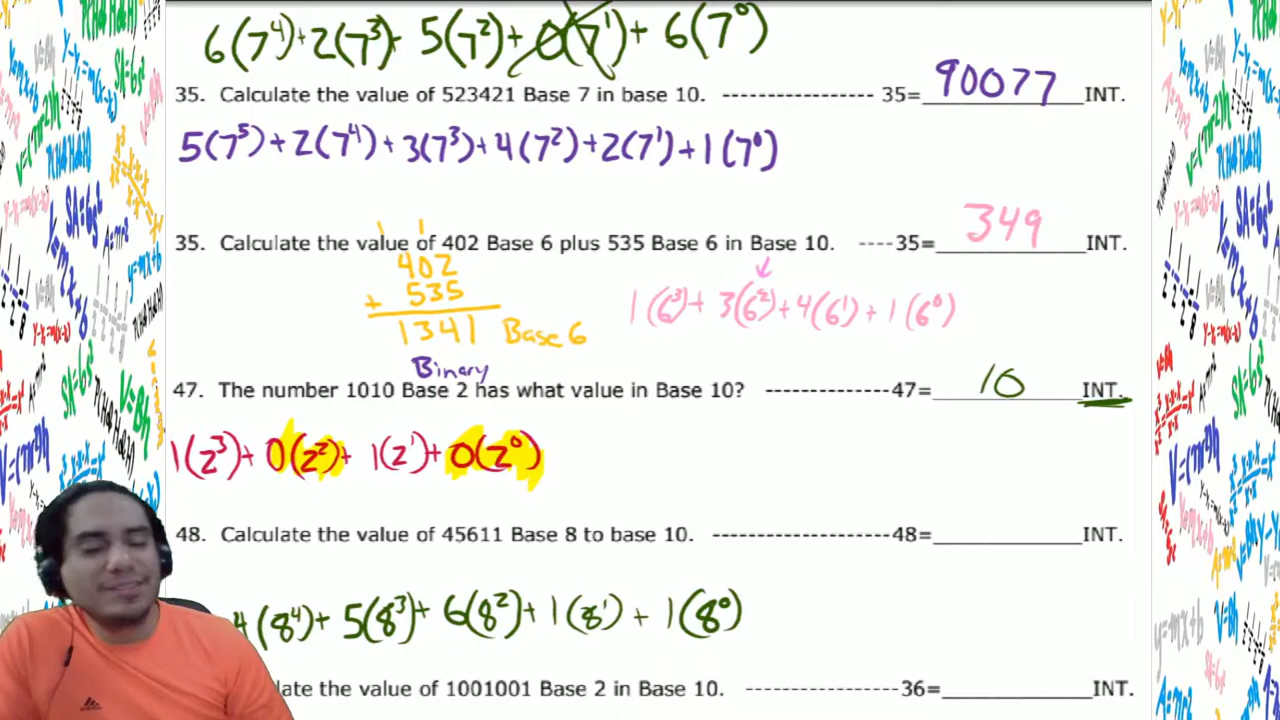 6(7⁴)+2(7³)+ 5(7²)+0(7¹)+ 6(7⁰)
35. Calculate the value of 523421 Base 7 in base 10. ----------------- 35= 90077 INT.
5(7⁵)+2(7⁴)+3(7³)+4(7²)+2(7¹)+1(7⁰)
1 1
35. Calculate the value of 402 Base 6 plus 535 Base 6 in Base 10. ----35= 349 INT.
402
+ 535
1341 Base 6
1(6³)+ 3(6²)+4(6¹)+1(6⁰)
Binary
47. The number 1010 Base 2 has what value in Base 10? --------------47= 10 INT.
1(2³)+ 0(2²)+ 1(2¹)+0(2⁰)
48. Calculate the value of 45611 Base 8 to base 10. --------------------48= INT.
4(8⁴)+ 5(8³)+ 6(8²)+1(8¹)+ 1(8⁰)
late the value of 1001001 Base 2 in Base 10. -----------------36= INT.